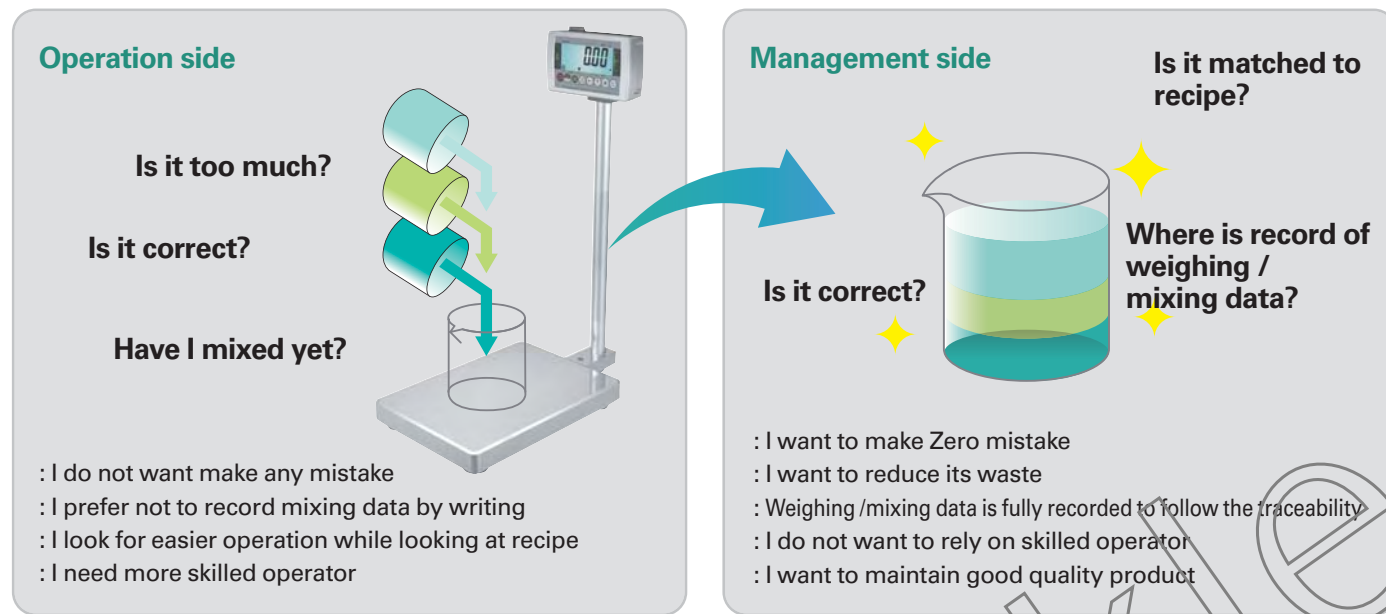 Operation side
0.00
Is it too much?
Is it correct?
Have I mixed yet?
: I do not want make any mistake
: I prefer not to record mixing data by writing
: I look for easier operation while looking at recipe
: I need more skilled operator
Management side
Is it matched to
recipe?
Where is record of
weighing /
mixing data?
Is it correct?
: I want to make Zero mistake
: I want to reduce its waste
: Weighing /mixing data is fully recorded to follow the traceability
: I do not want to rely on skilled operator
: I want to maintain good quality product